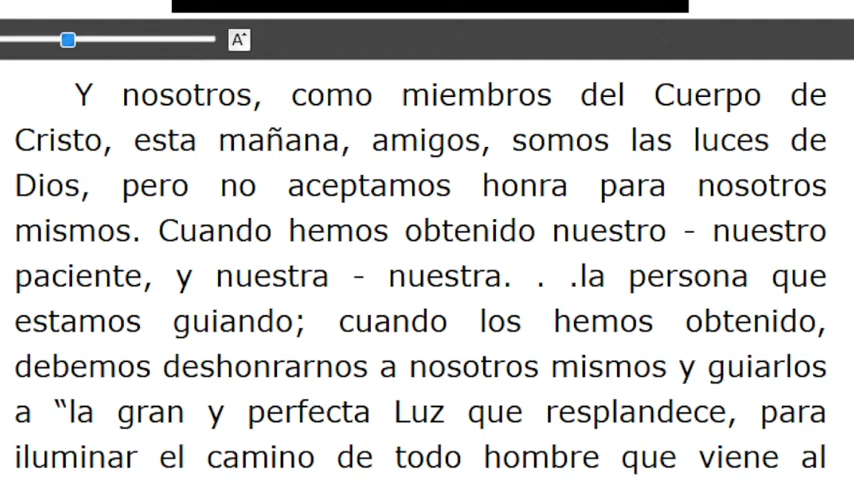 A
Y nosotros, como miembros del Cuerpo de
Cristo, esta mañana, amigos, somos las luces de
Dios, pero no aceptamos honra para nosotros
mismos. Cuando hemos obtenido nuestro - nuestro
paciente, y nuestra - nuestra. . .la persona que
estamos guiando; cuando los hemos obtenido,
debemos deshonrarnos a nosotros mismos y guiarlos
a “la gran y perfecta Luz que resplandece, para
iluminar el camino de todo hombre que viene al